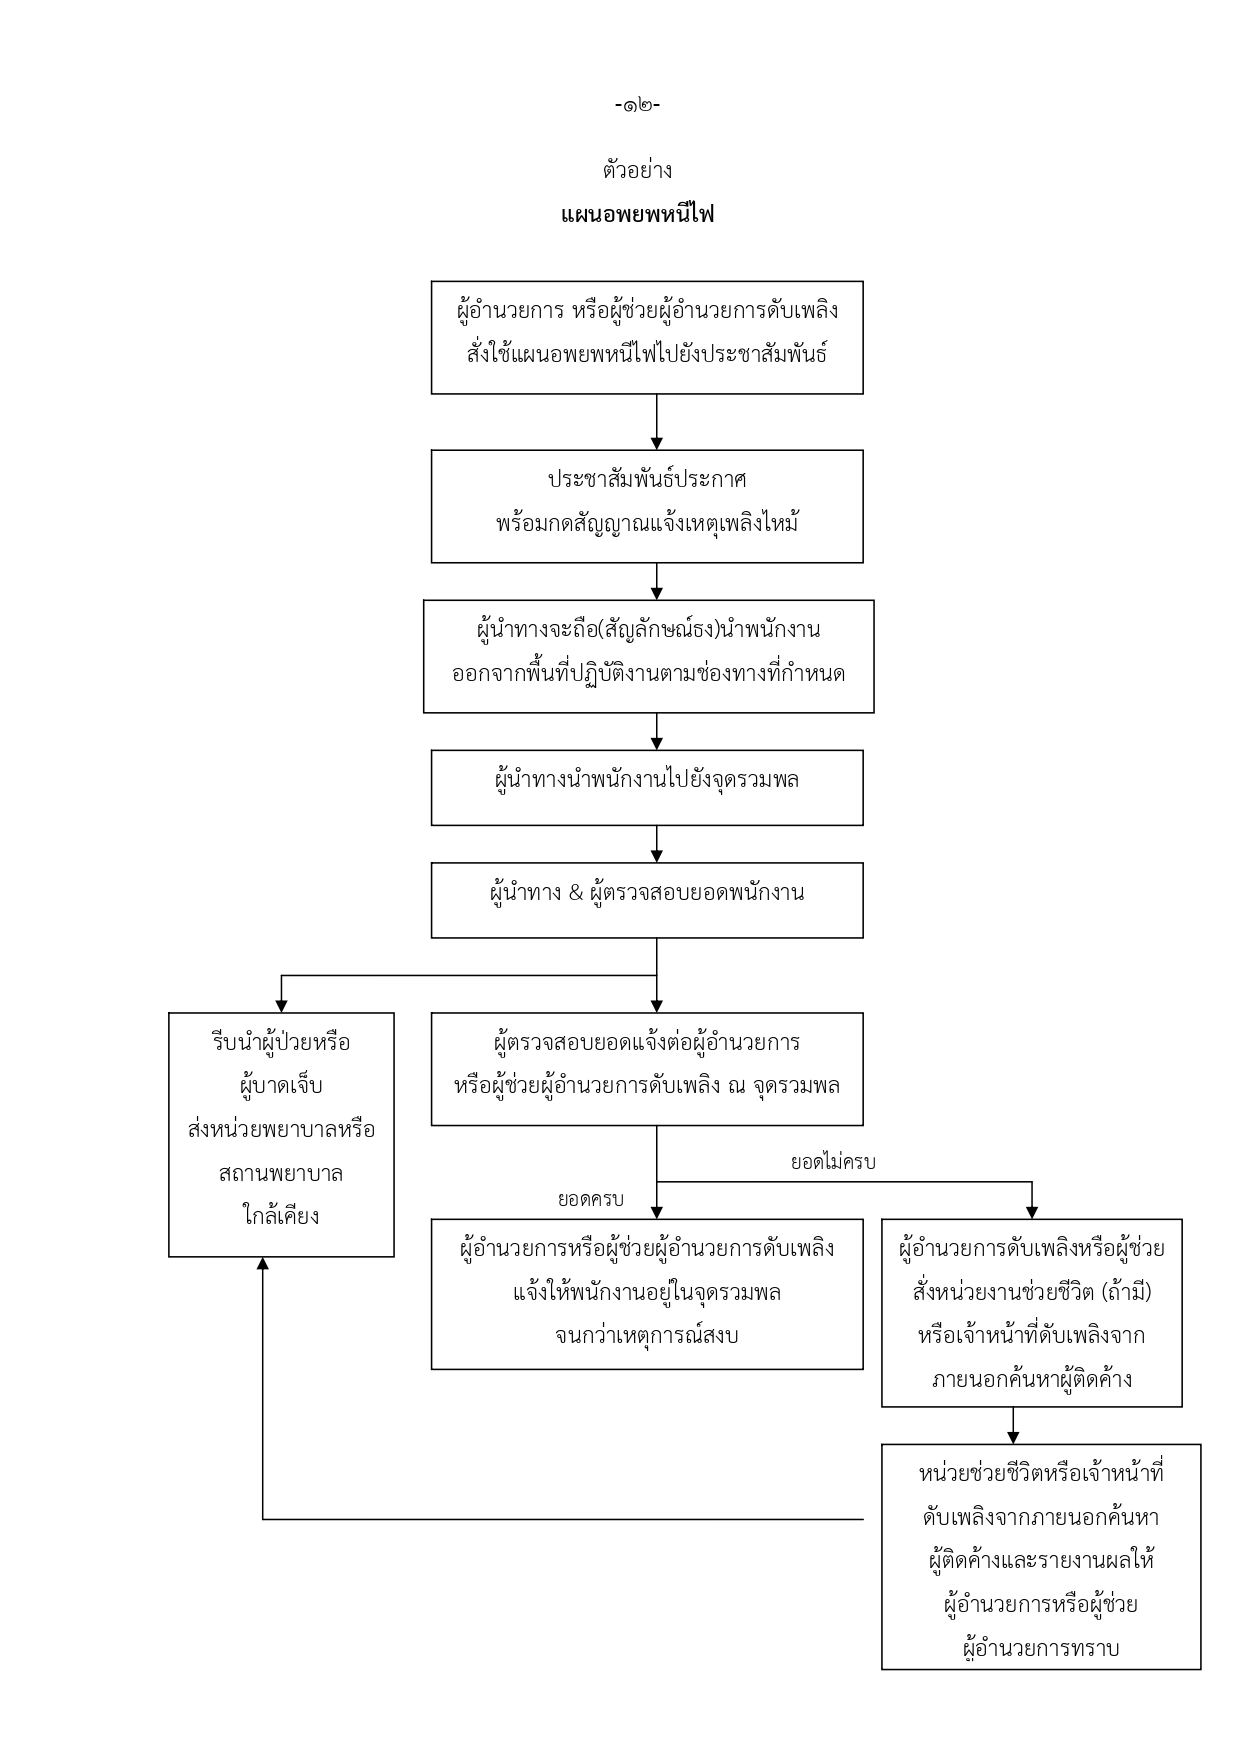 -๑๒-
ตัวอย่าง
แผนอพยพหนีไฟ
ผู้อำนวยการ หรือผู้ช่วยผู้อำนวยการดับเพลิง
สั่งใช้แผนอพยพหนีไฟไปยังประชาสัมพันธ์
ประชาสัมพันธ์ประกาศ
พร้อมกดสัญญาณแจ้งเหตุเพลิงไหม้
ผู้นำทางจะถือ(สัญลักษณ์ธง)นำพนักงาน
ออกจากพื้นที่ปฏิบัติงานตามช่องทางที่กำหนด
ผู้นำทางนำพนักงานไปยังจุดรวมพล
ผู้นำทาง & ผู้ตรวจสอบยอดพนักงาน
รีบนำผู้ป่วยหรือ
ผู้บาดเจ็บ
ส่งหน่วยพยาบาลหรือ
สถานพยาบาล
ใกล้เคียง
ผู้ตรวจสอบยอดแจ้งต่อผู้อำนวยการ
หรือผู้ช่วยผู้อำนวยการดับเพลิง ณ จุดรวมพล
ยอดไม่ครบ
ยอดครบ
ผู้อำนวยการหรือผู้ช่วยผู้อำนวยการดับเพลิง
แจ้งให้พนักงานอยู่ในจุดรวมพล
จนกว่าเหตุการณ์สงบ
ผู้อำนวยการดับเพลิงหรือผู้ช่วย
สั่งหน่วยงานช่วยชีวิต (ถ้ามี)
หรือเจ้าหน้าที่ดับเพลิงจาก
ภายนอกค้นหาผู้ติดค้าง
หน่วยช่วยชีวิตหรือเจ้าหน้าที่
ดับเพลิงจากภายนอกค้นหา
ผู้ติดค้างและรายงานผลให้
ผู้อำนวยการหรือผู้ช่วย
ผู้อำนวยการทราบ